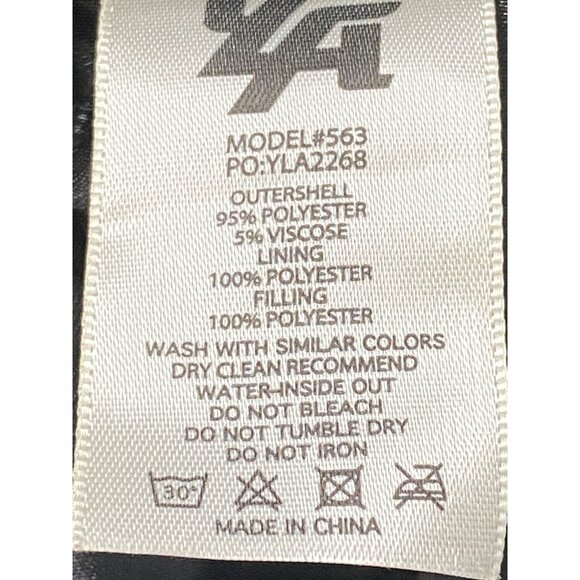 YA
MODEL#563
PO:YLA2268
OUTERSHELL
95% POLYESTER
5% VISCOSE
LINING
100% POLYESTER
FILLING
100% POLYESTER
WASH WITH SIMILAR COLORS
DRY CLEAN RECOMMEND
WATER-INSIDE OUT
DO NOT BLEACH
DO NOT TUMBLE DRY
DO NOT IRON
30°
MADE IN CHINA